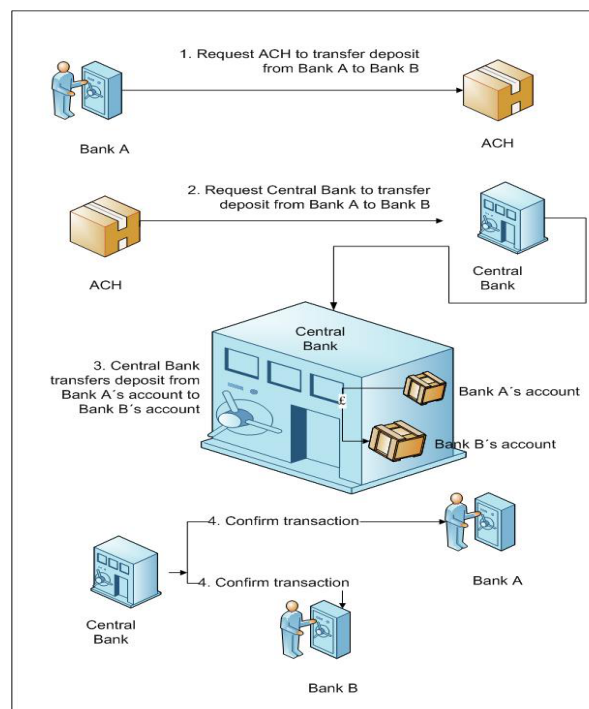 1. Request ACH to transfer deposit
from Bank A to Bank B
Bank A
ACH
2. Request Central Bank to transfer
deposit from Bank A to Bank B
ACH
Central
Bank
Central
Bank
3. Central Bank
transfers deposit from
Bank A´s account to
Bank B´s account
£
Bank A´s account
Bank B´s account
4. Confirm transaction
Bank A
4. Confirm transaction
Central
Bank
Bank B